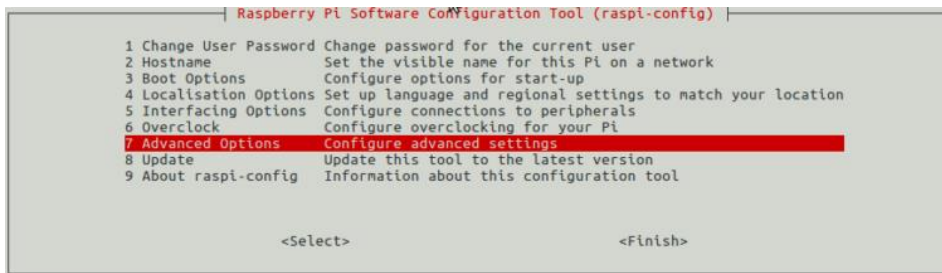 Raspberry Pi Software Configuration Tool (raspi-config)
1 Change User Password Change password for the current user
2 Hostname Set the visible name for this Pi on a network
3 Boot Options Configure options for start-up
4 Localisation Options Set up language and regional settings to match your location
5 Interfacing Options Configure connections to peripherals
6 Overclock Configure overclocking for your Pi
7 Advanced Options Configure advanced settings
8 Update Update this tool to the latest version
9 About raspi-config Information about this configuration tool
<Select> <Finish>